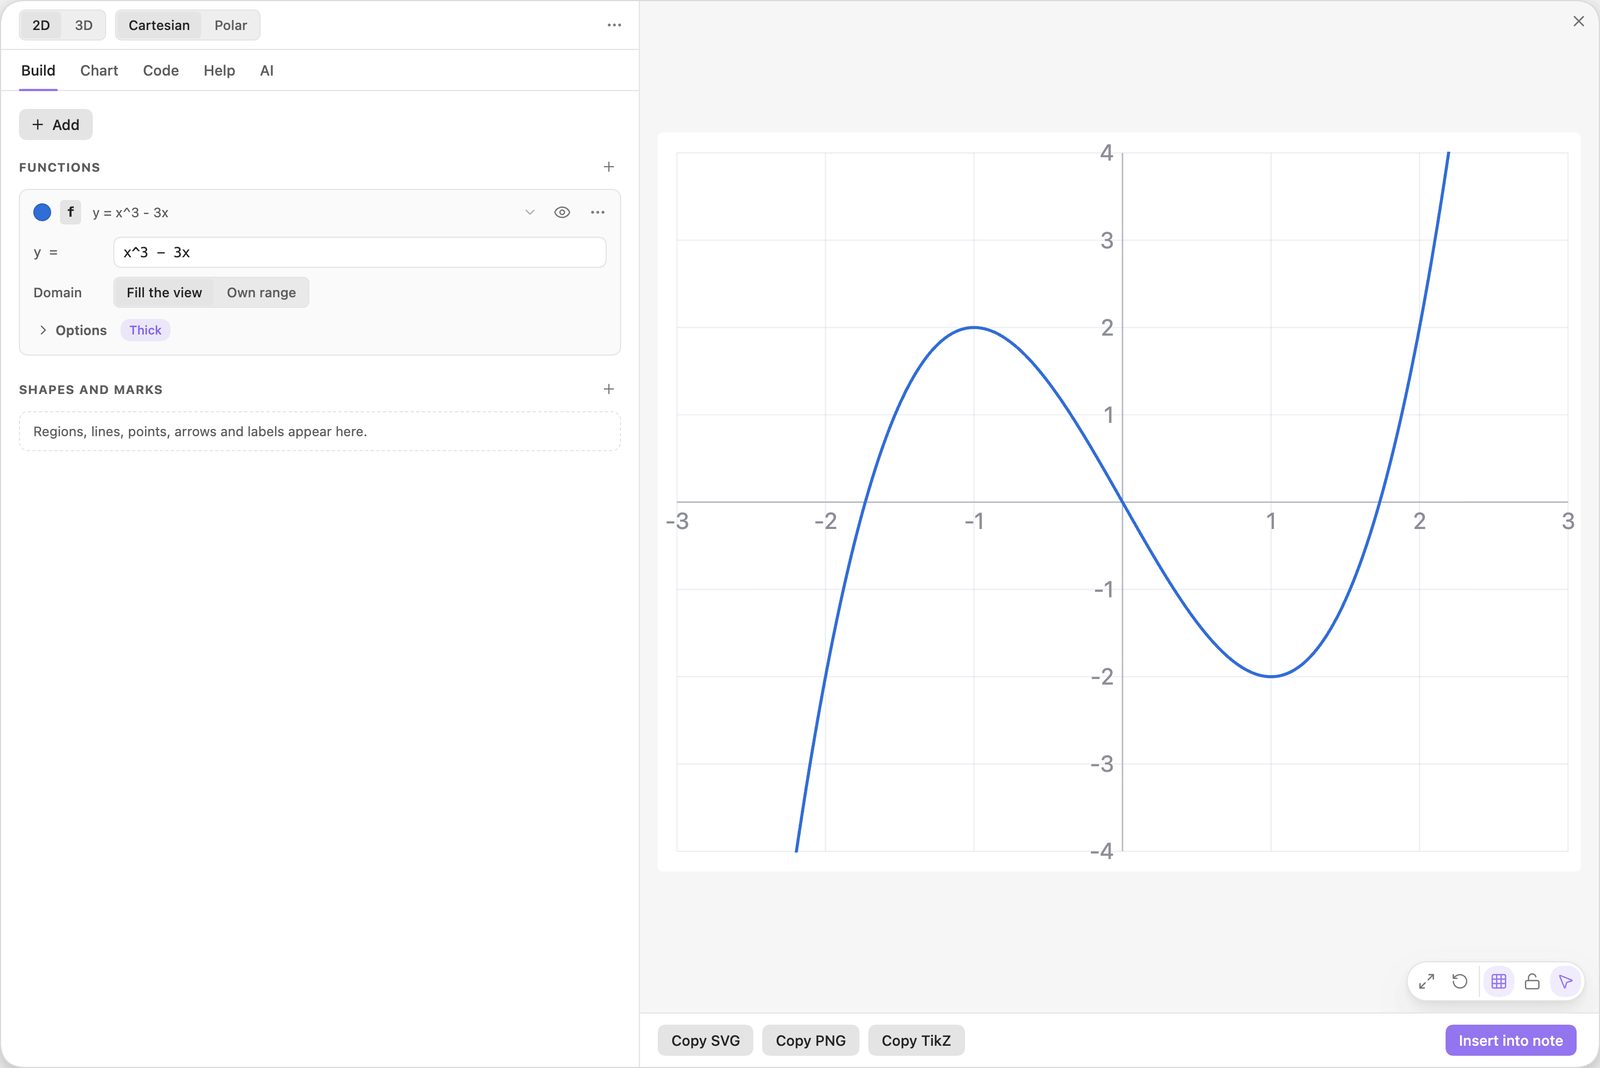 2D 3D Cartesian Polar
Build Chart Code Help AI
+ Add
FUNCTIONS
f y = x^3 - 3x
y = x^3 - 3x
Domain Fill the view Own range
Options Thick
SHAPES AND MARKS
Regions, lines, points, arrows and labels appear here.
4
3
2
1
-3 -2 -1 1 2 3
-1
-2
-3
-4
Copy SVG Copy PNG Copy TikZ Insert into note